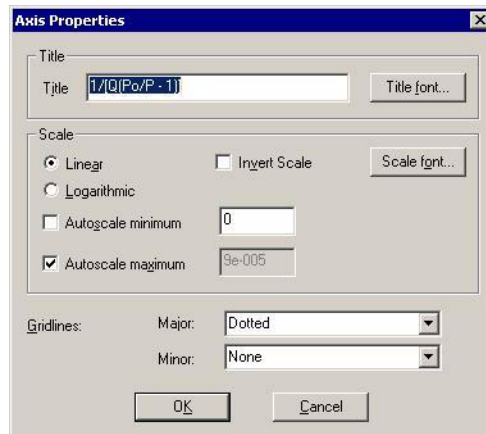 Axis Properties
Title
Title 1/[Q(Po/P - 1)] Title font...
Scale
Linear Invert Scale Scale font...
Logarithmic
Autoscale minimum 0
Autoscale maximum 9e-005
Gridlines: Major: Dotted
Minor: None
OK Cancel